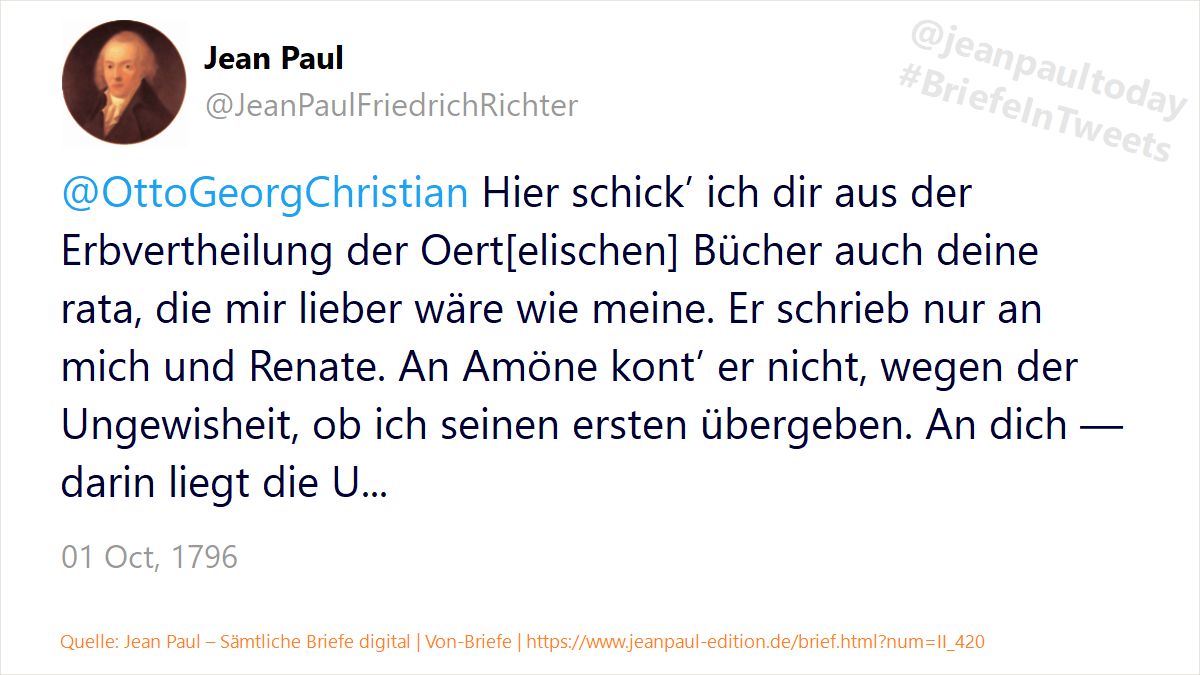 Jean Paul
@JeanPaulFriedrichRichter
@jeanpaultoday
#BriefeInTweets
@OttoGeorgChristian Hier schick’ ich dir aus der
Erbvertheilung der Oert[elischen] Bücher auch deine
rata, die mir lieber wäre wie meine. Er schrieb nur an
mich und Renate. An Amöne kont’ er nicht, wegen der
Ungewisheit, ob ich seinen ersten übergeben. An dich —
darin liegt die U...
01 Oct, 1796
Quelle: Jean Paul – Sämtliche Briefe digital | Von-Briefe | https://www.jeanpaul-edition.de/brief.html?num=II_420